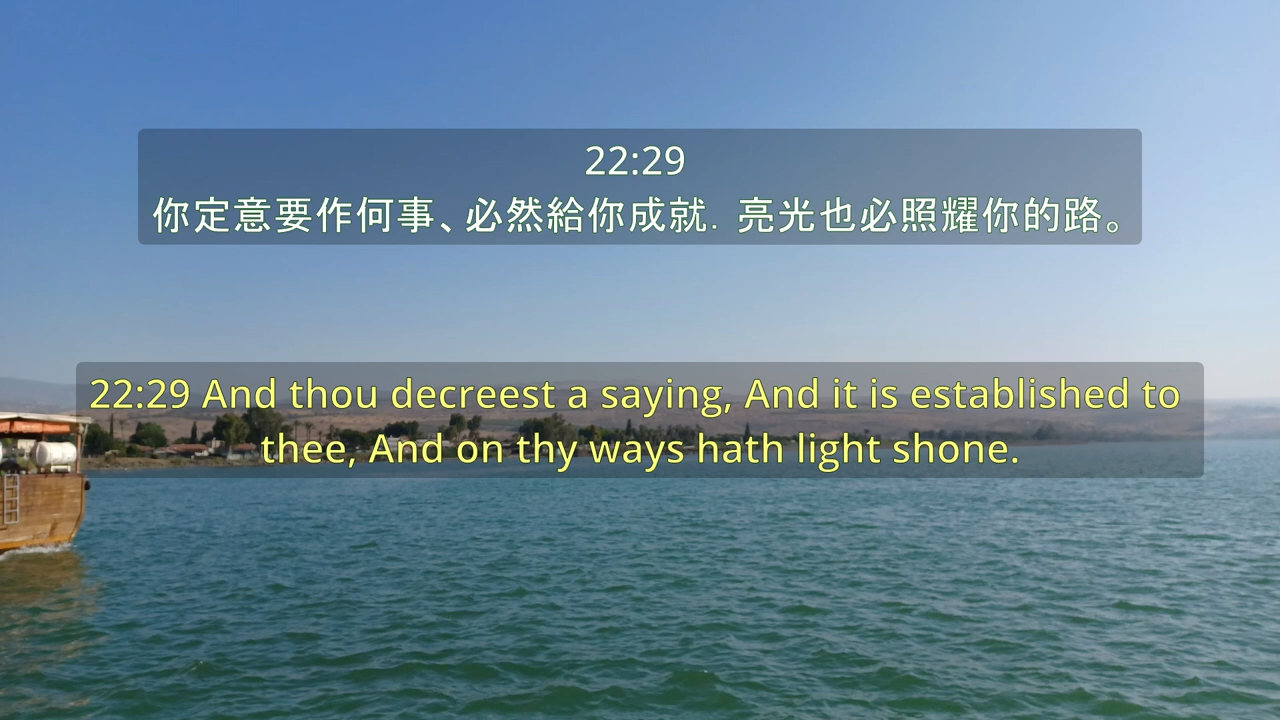 22:29
你定意要作何事、必然給你成就．亮光也必照耀你的路。
22:29 And thou decreest a saying, And it is established to
thee, And on thy ways hath light shone.